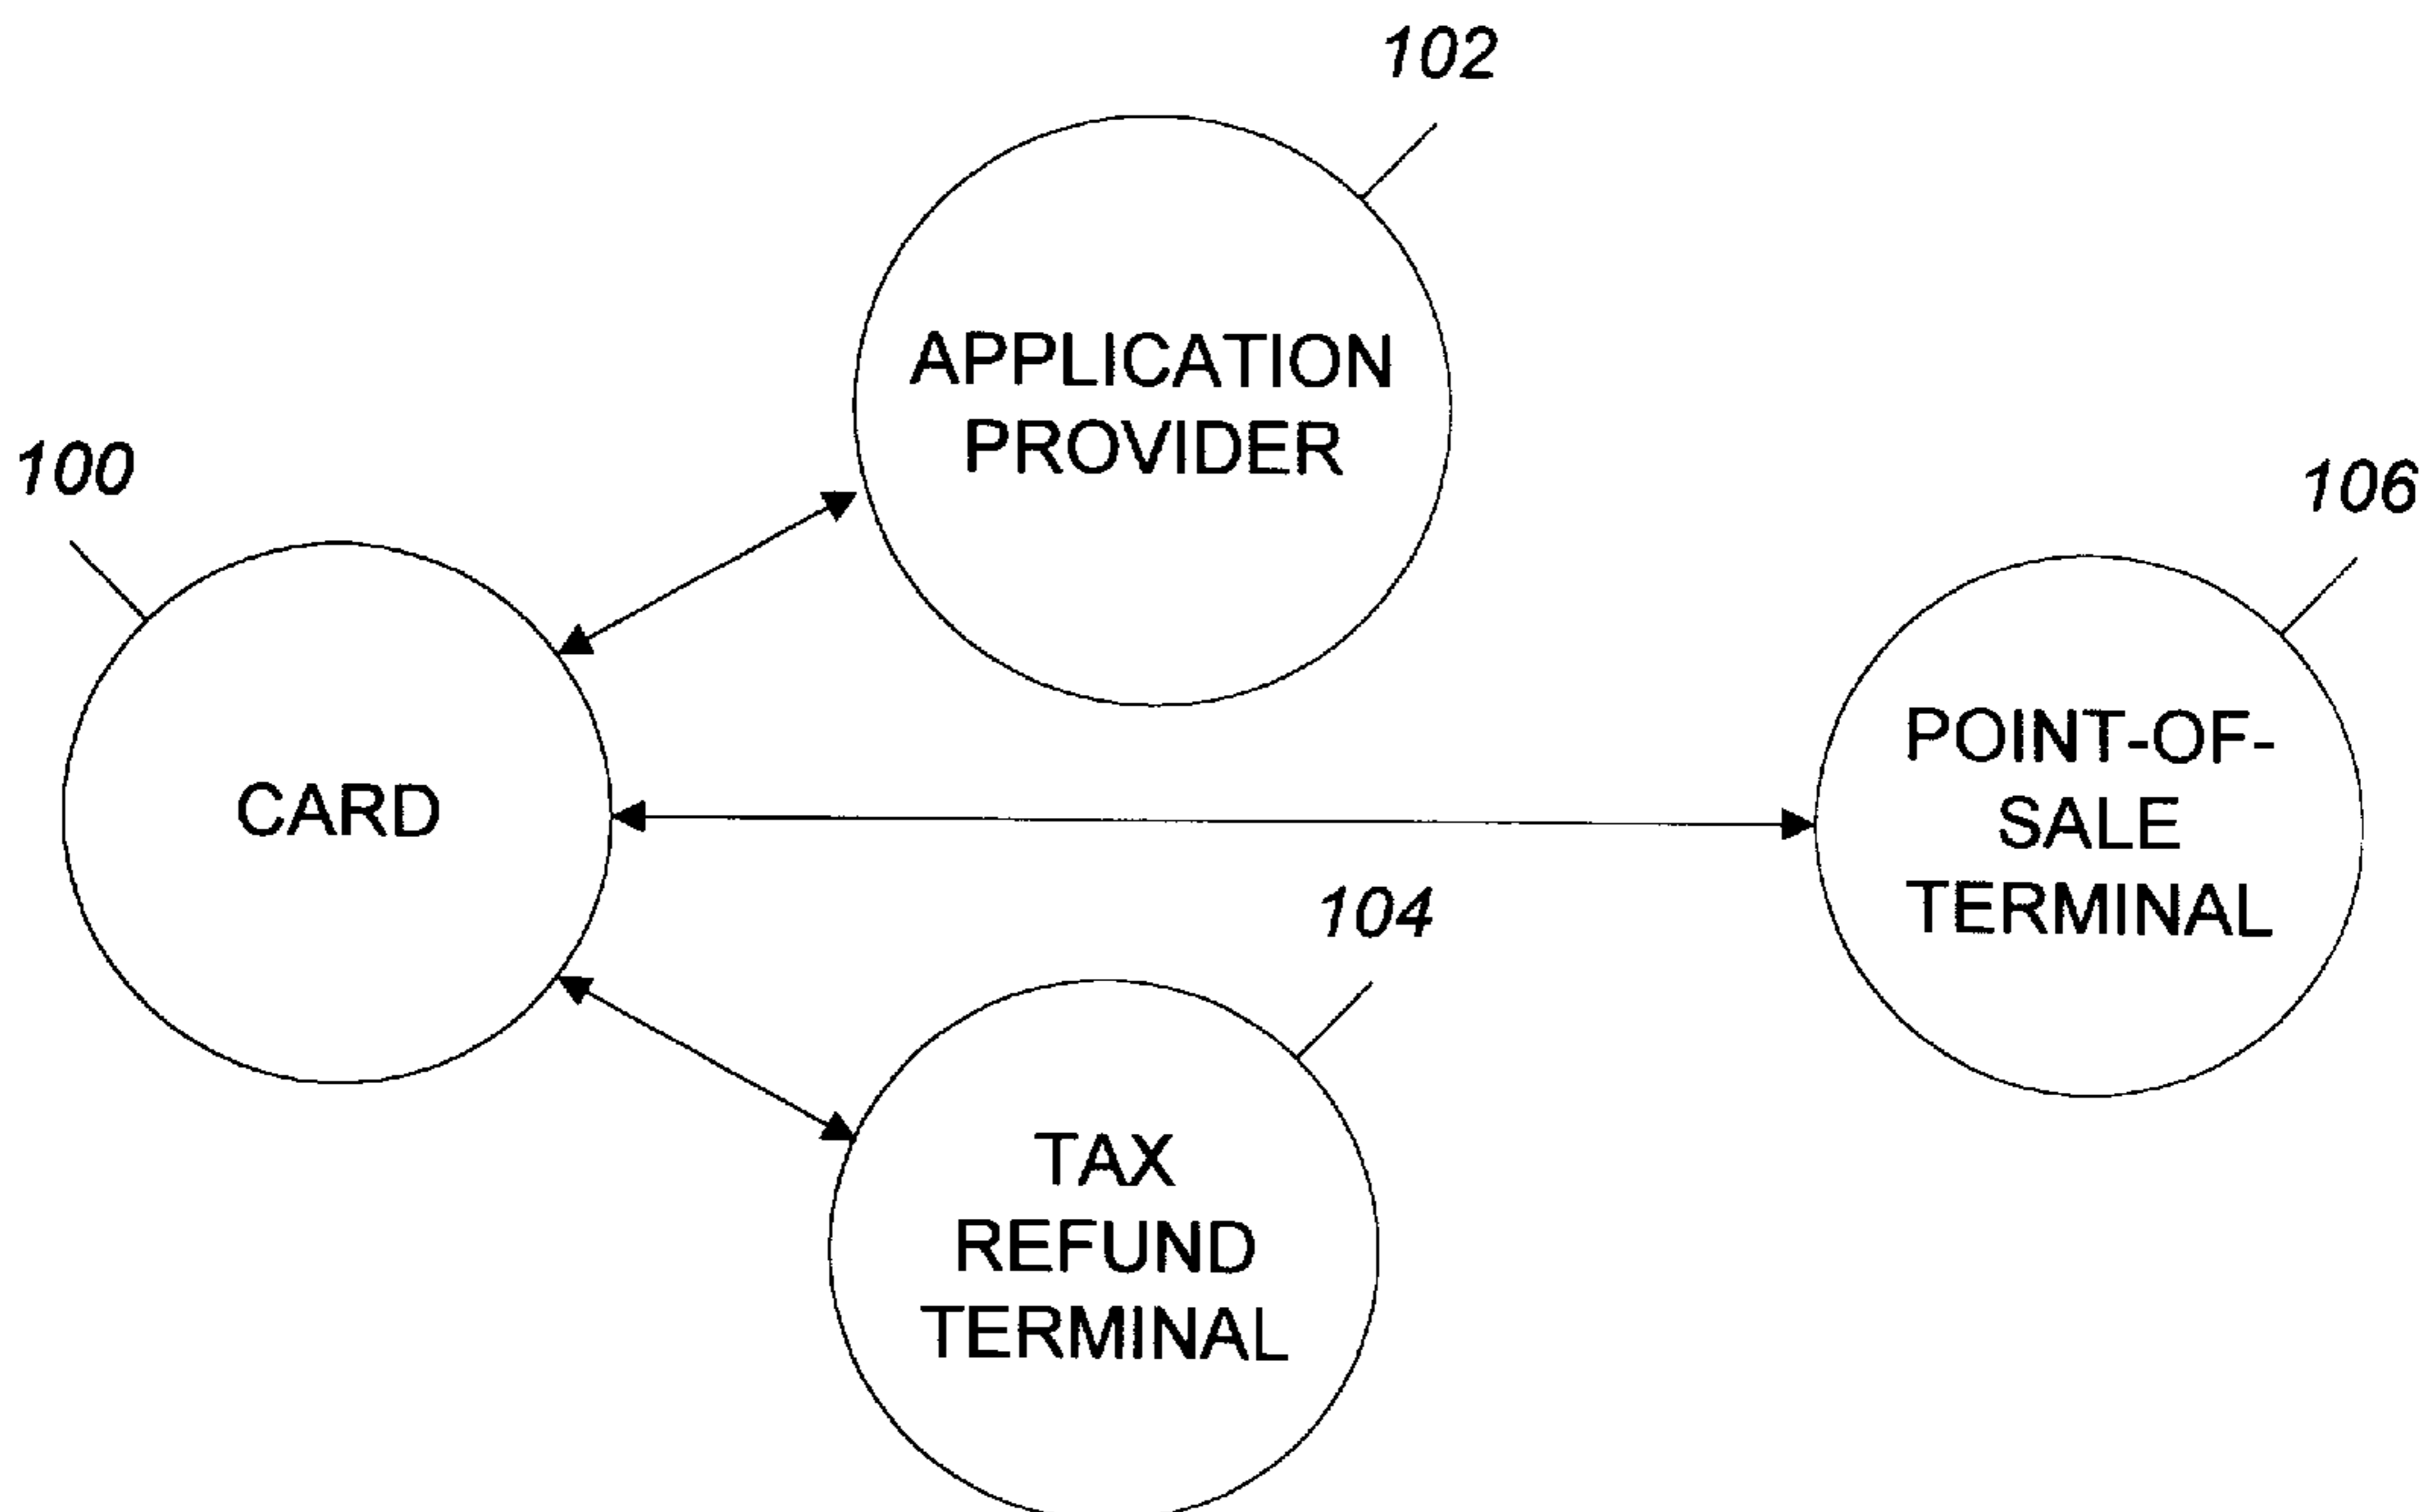 102
APPLICATION
PROVIDER
100
106
CARD
POINT-OF-
SALE
TERMINAL
104
TAX
REFUND
TERMINAL